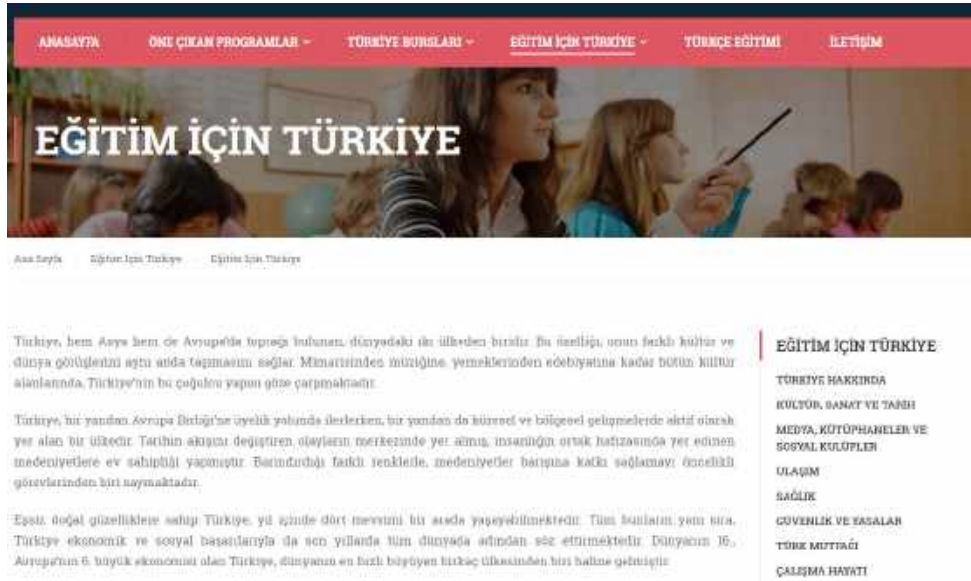 ANASAYFA ÖNE ÇIKAN PROGRAMLAR TÜRKİYE BURSLARI EĞİTİM İÇİN TÜRKİYE TÜRKÇE EĞİTİMİ İLETİŞİM
EĞİTİM İÇİN TÜRKİYE
Ana Sayfa Eğitim İçin Türkiye Eğitim İçin Türkiye
Türkiye, hem Asya hem de Avrupa'da toprağı bulunan, dünyadaki iki ülkeden biridir. Bu özelliği, onun farklı kültür ve
dünya görüşlerini aynı anda taşımasını sağlar. Mimarisinden müziğine, yemeklerinden edebiyatına kadar bütün kültür
alanlarında, Türkiye'nin bu çoğulcu yapısı göze çarpmaktadır.
Türkiye, bir yandan Avrupa Birliği'ne üyelik yolunda ilerlerken, bir yandan da küresel ve bölgesel gelişmelerde aktif olarak
yer alan bir ülkedir. Tarihin akışını değiştiren olayların merkezinde yer almış, insanlığın ortak hafızasında yer edinen
medeniyetlere ev sahipliği yapmıştır. Barındırdığı farklı renklerle, medeniyetler barışına katkı sağlamayı öncelikli
görevlerinden biri saymaktadır.
Eşsiz doğal güzelliklere sahip Türkiye, yıl içinde dört mevsimi bir arada yaşayabilmektedir. Tüm bunların yanı sıra,
Türkiye ekonomik ve sosyal başarılarıyla da son yıllarda tüm dünyada adından söz ettirmektedir. Dünyanın 16.,
Avrupa'nın 6. büyük ekonomisi olan Türkiye, dünyanın en hızlı büyüyen birkaç ülkesinden biri haline gelmiştir.
EĞİTİM İÇİN TÜRKİYE
TÜRKİYE HAKKINDA
KÜLTÜR, SANAT VE TARİH
MEDYA, KÜTÜPHANELER VE
SOSYAL KULÜPLER
ULAŞIM
SAĞLIK
GÜVENLİK VE YASALAR
TÜRK MUTFAĞI
ÇALIŞMA HAYATI